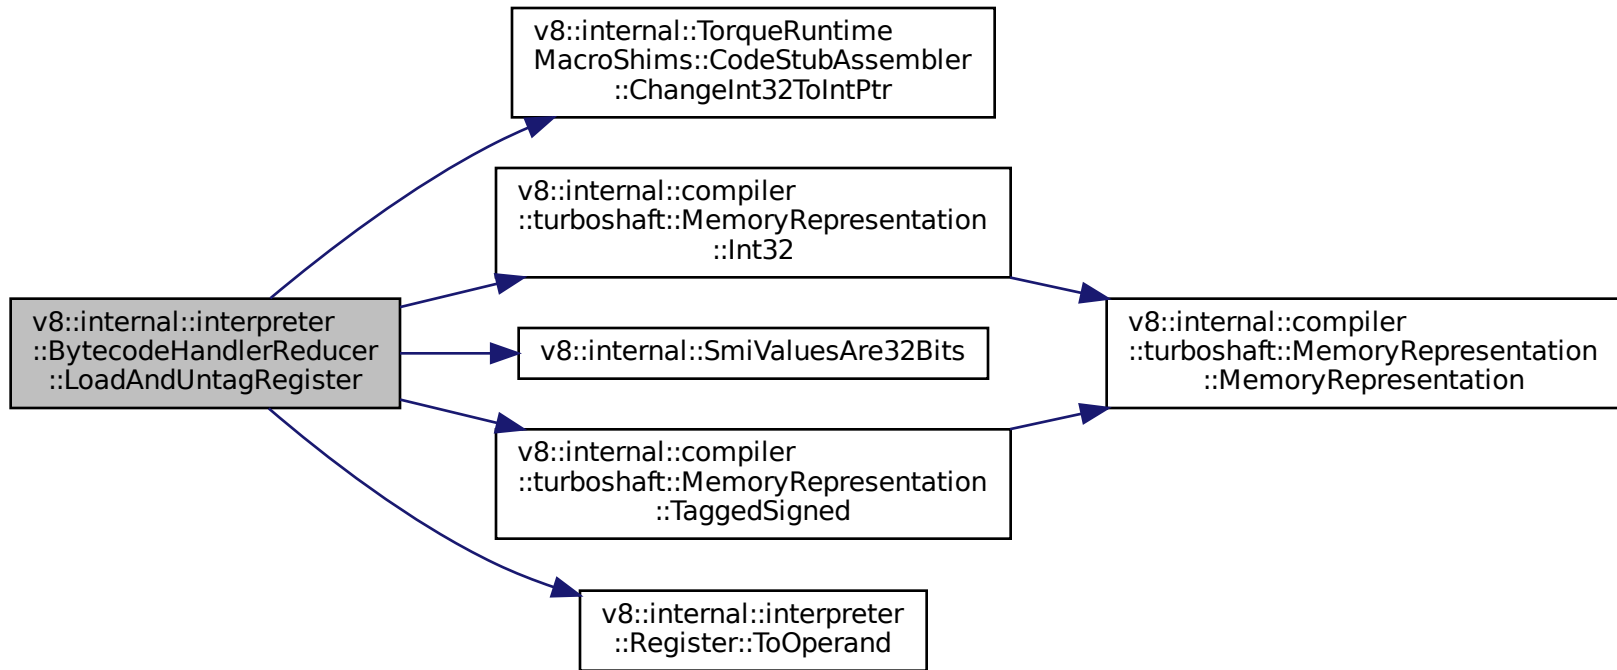 v8::internal::TorqueRuntime
MacroShims::CodeStubAssembler
::ChangeInt32ToIntPtr
v8::internal::compiler
::turboshaft::MemoryRepresentation
::Int32
v8::internal::interpreter
::BytecodeHandlerReducer
::LoadAndUntagRegister
v8::internal::SmiValuesAre32Bits
v8::internal::compiler
::turboshaft::MemoryRepresentation
::MemoryRepresentation
v8::internal::compiler
::turboshaft::MemoryRepresentation
::TaggedSigned
v8::internal::interpreter
::Register::ToOperand